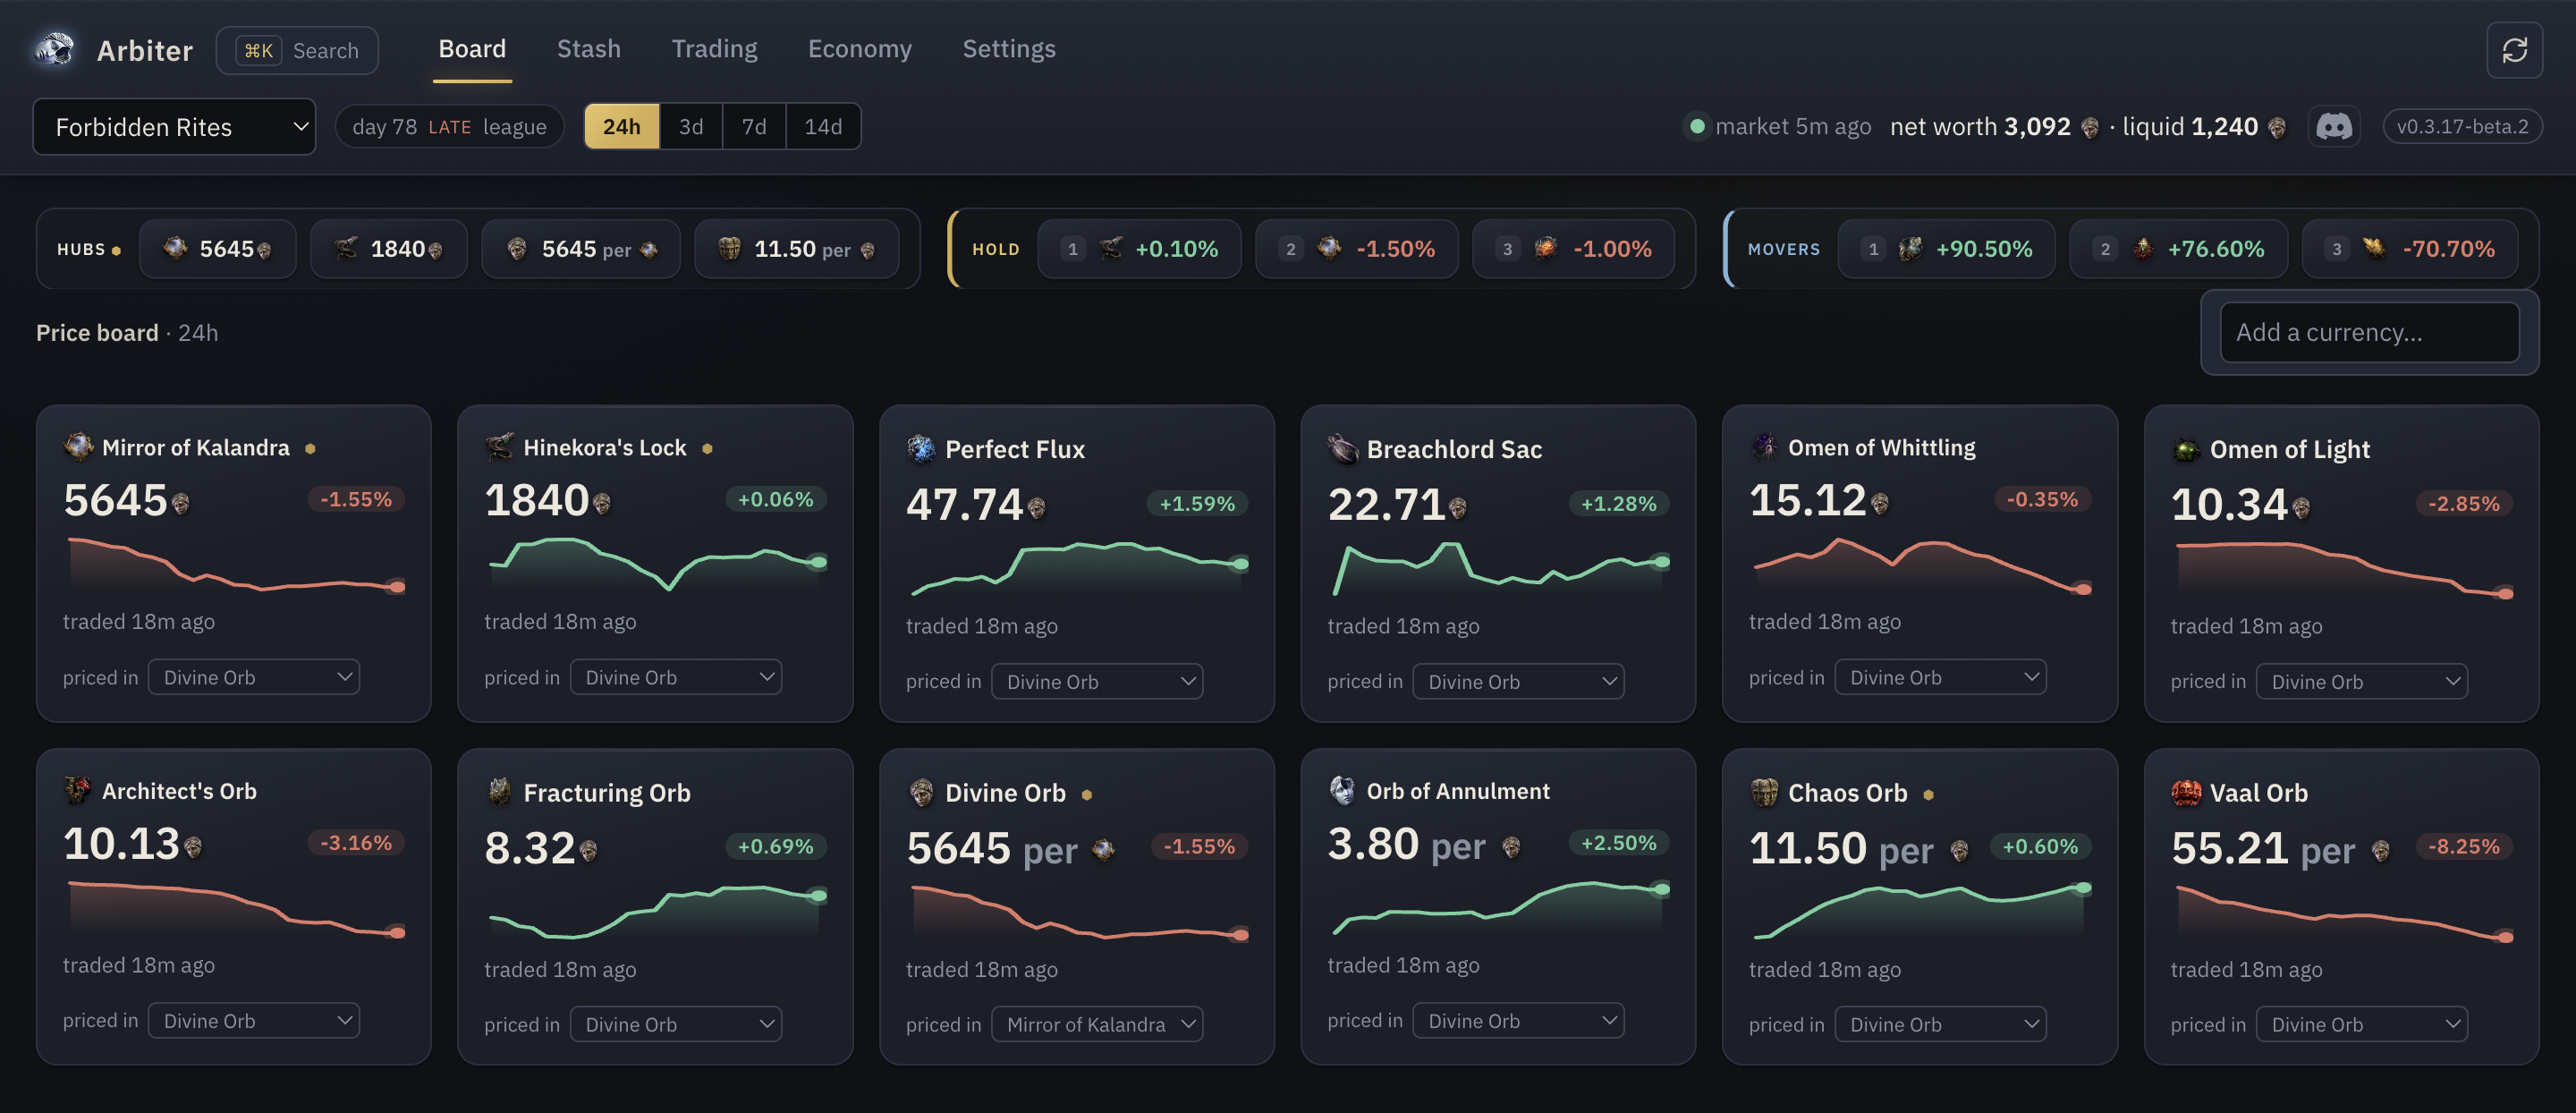 Arbiter ⌘K Search Board Stash Trading Economy Settings
Forbidden Rites day 78 LATE league 24h 3d 7d 14d market 5m ago net worth 3,092 · liquid 1,240 v0.3.17-beta.2
HUBS 5645 1840 5645 per 11.50 per HOLD 1 +0.10% 2 -1.50% 3 -1.00% MOVERS 1 +90.50% 2 +76.60% 3 -70.70%
Price board · 24h Add a currency...
Mirror of Kalandra
5645 -1.55%
traded 18m ago
priced in Divine Orb
Hinekora's Lock
1840 +0.06%
traded 18m ago
priced in Divine Orb
Perfect Flux
47.74 +1.59%
traded 18m ago
priced in Divine Orb
Breachlord Sac
22.71 +1.28%
traded 18m ago
priced in Divine Orb
Omen of Whittling
15.12 -0.35%
traded 18m ago
priced in Divine Orb
Omen of Light
10.34 -2.85%
traded 18m ago
priced in Divine Orb
Architect's Orb
10.13 -3.16%
traded 18m ago
priced in Divine Orb
Fracturing Orb
8.32 +0.69%
traded 18m ago
priced in Divine Orb
Divine Orb
5645 per -1.55%
traded 18m ago
priced in Mirror of Kalandra
Orb of Annulment
3.80 per +2.50%
traded 18m ago
priced in Divine Orb
Chaos Orb
11.50 per +0.60%
traded 18m ago
priced in Divine Orb
Vaal Orb
55.21 per -8.25%
traded 18m ago
priced in Divine Orb